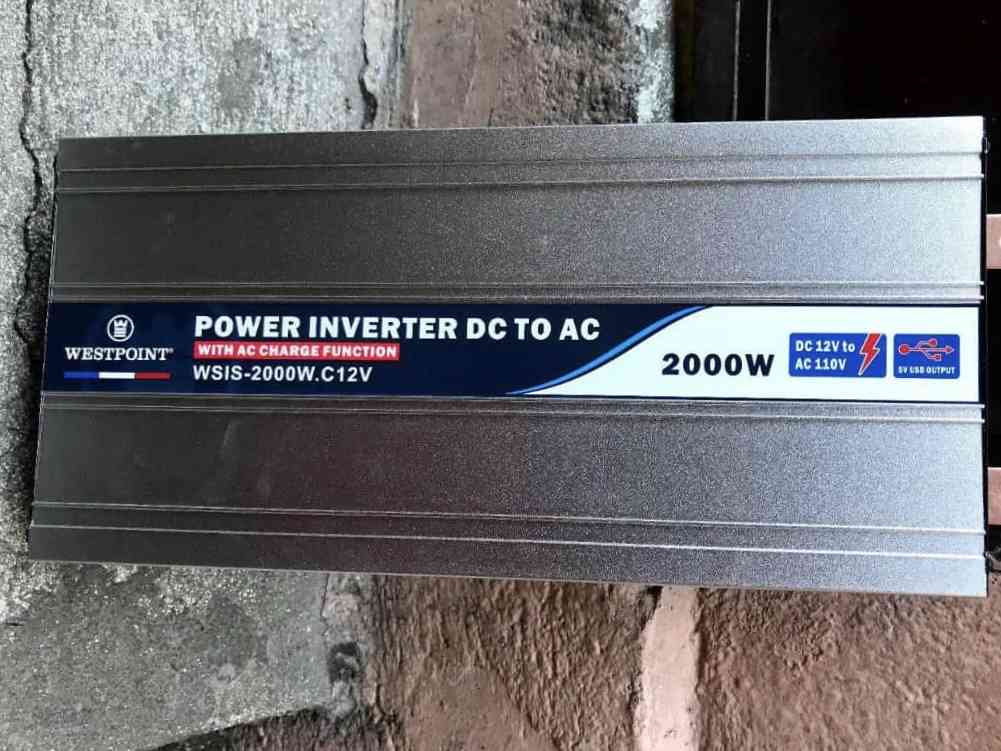 WESTPOINT®
POWER INVERTER DC TO AC
WITH AC CHARGE FUNCTION
WSIS-2000W.C12V
2000W
DC 12V to
AC 110V
5V USB OUTPUT